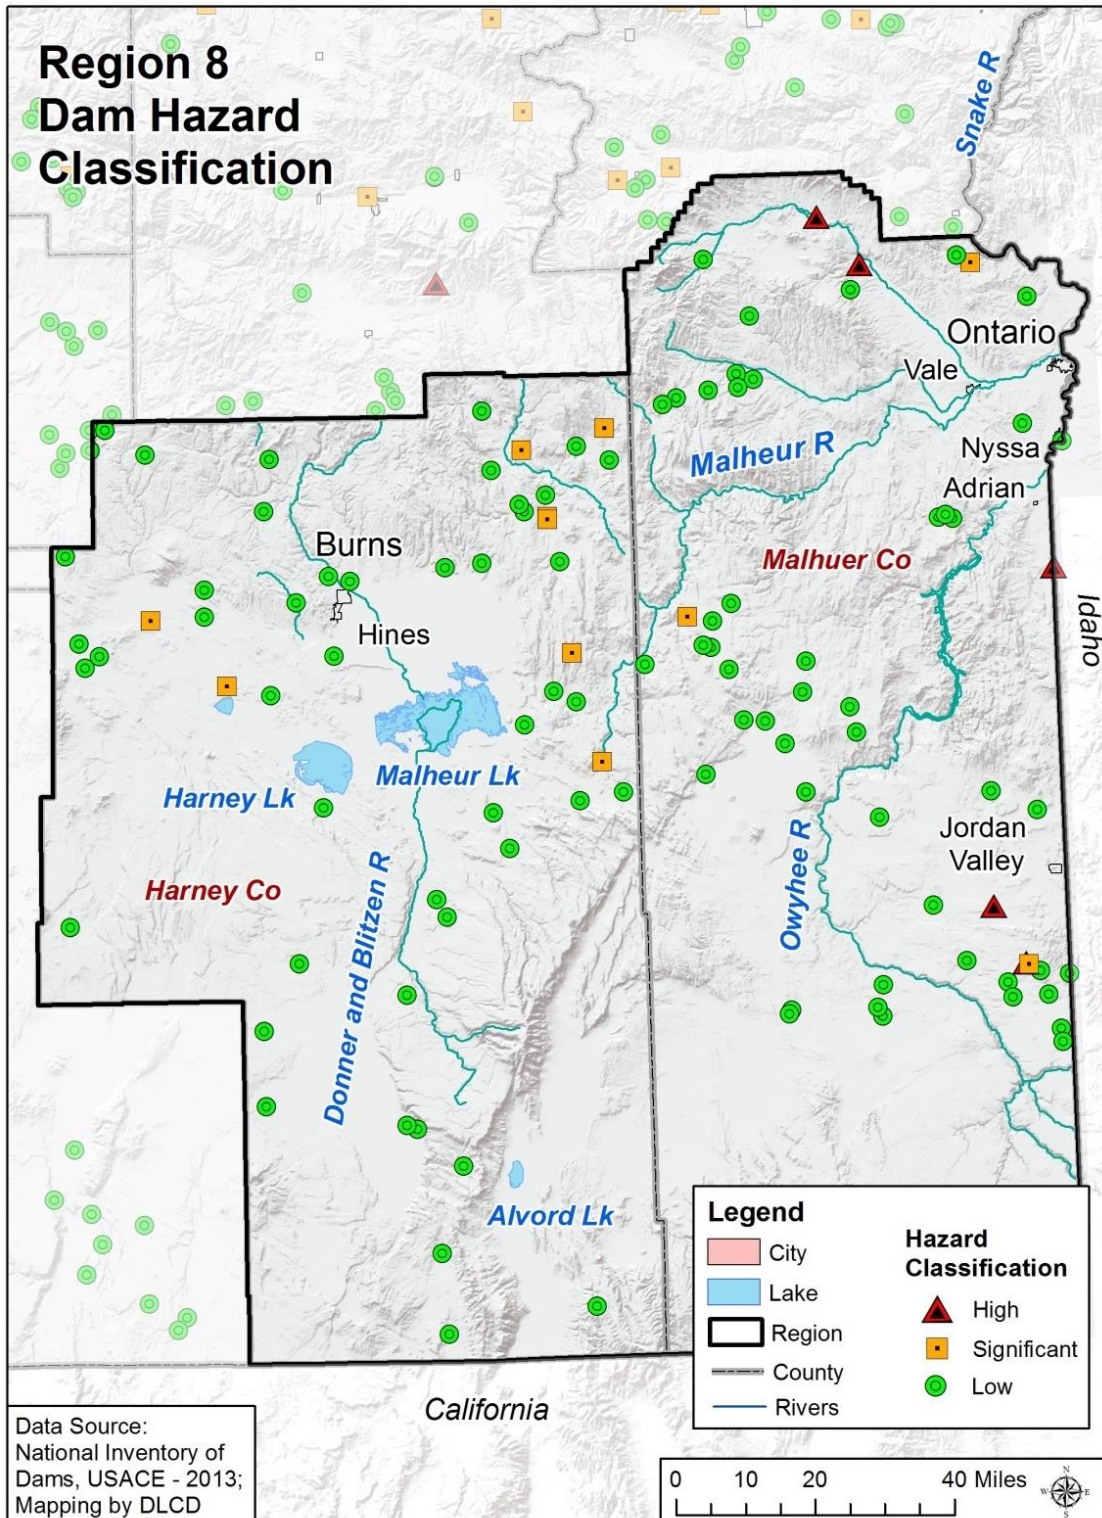 Region 8
Dam Hazard
Classification
Snake R
Ontario
Vale
Nyssa
Malheur R
Adrian
Burns
Malhuer Co
Hines
Idaho
Malheur Lk
Harney Lk
Jordan
Valley
Harney Co
Owyhee R
Donner and Blitzen R
Alvord Lk
California
Legend
City
Lake
Region
County
Rivers
Hazard
Classification
High
Significant
Low
Data Source:
National Inventory of
Dams, USACE - 2013;
Mapping by DLCD
0 10 20 40 Miles
N
W E
S